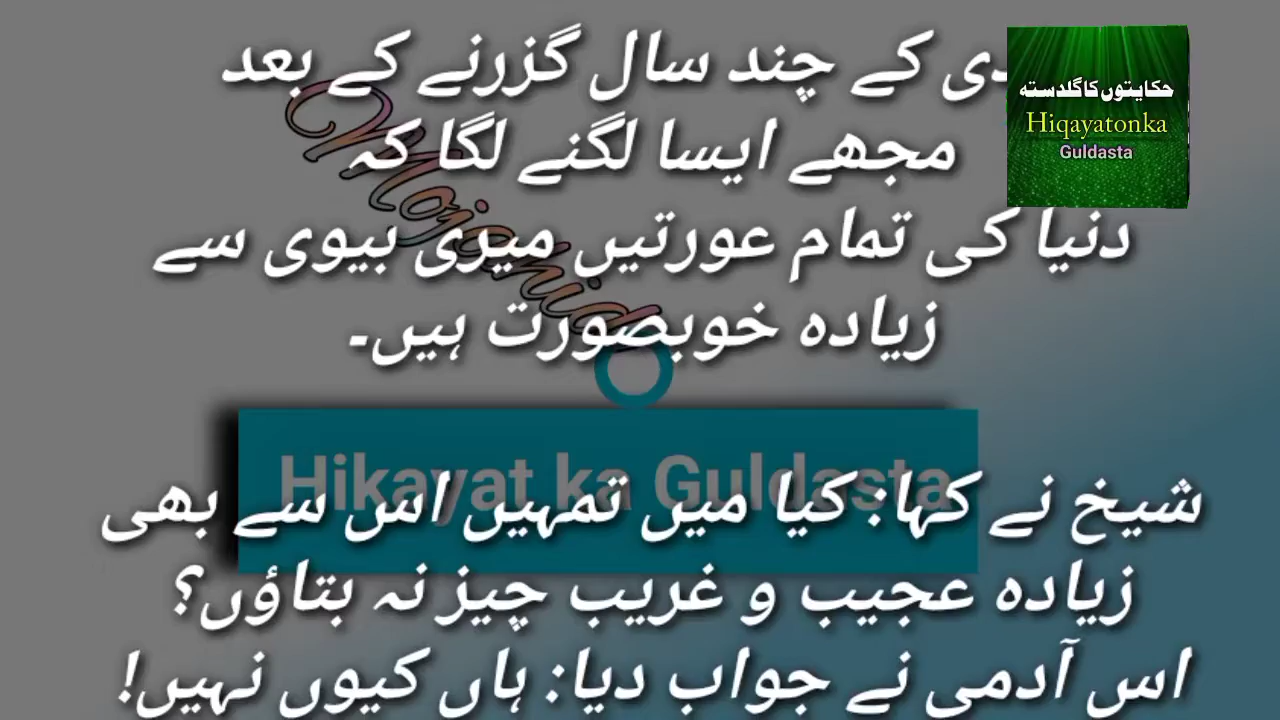 دی کے چند سال گزرنے کے بعد
مجھے ایسا لگنے لگا کہ
دنیا کی تمام عورتیں میری بیوی سے
زیادہ خوبصورت ہیں۔
شیخ نے کہا: کیا میں تمہیں اس سے بھی
زیادہ عجیب و غریب چیز نہ بتاؤں؟
اس آدمی نے جواب دیا: ہاں کیوں نہیں!
حکایتوں کا گلدستہ
Hiqayatonka
Guldasta
Mojahid
Hikayat ka Guldasta